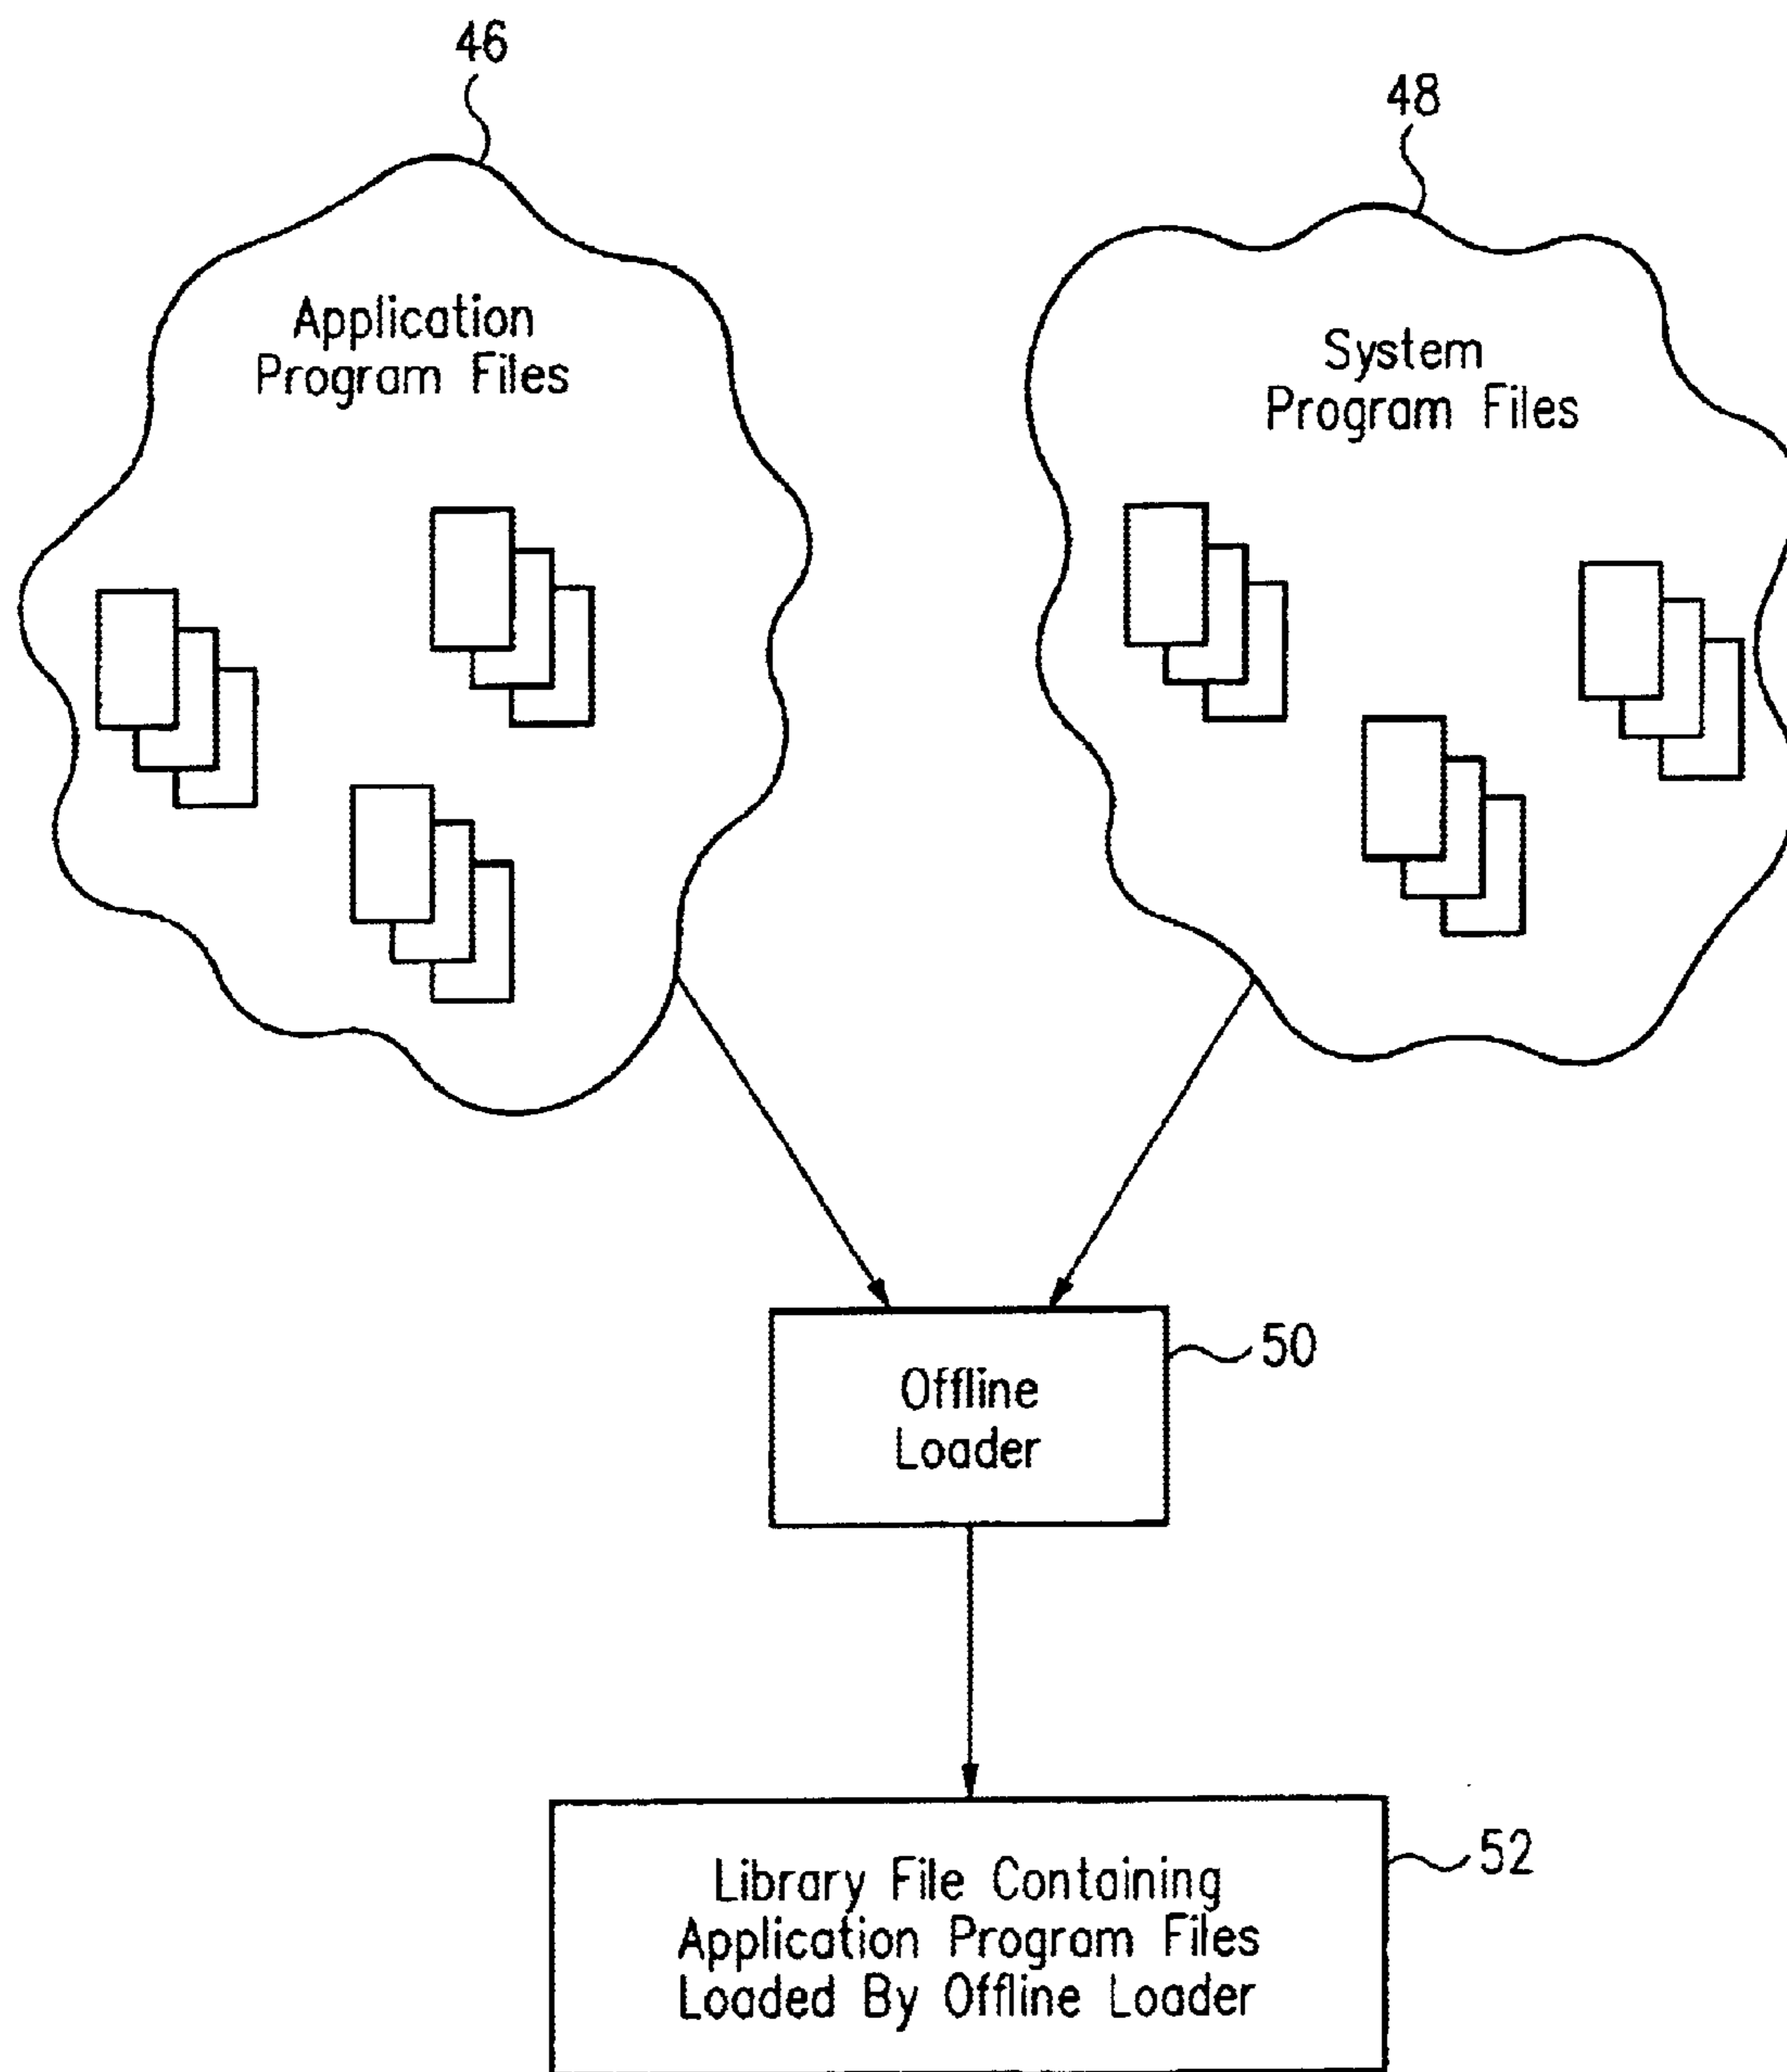 46
48
Application
Program Files
System
Program Files
50
Offline
Loader
52
Library File Containing
Application Program Files
Loaded By Offline Loader